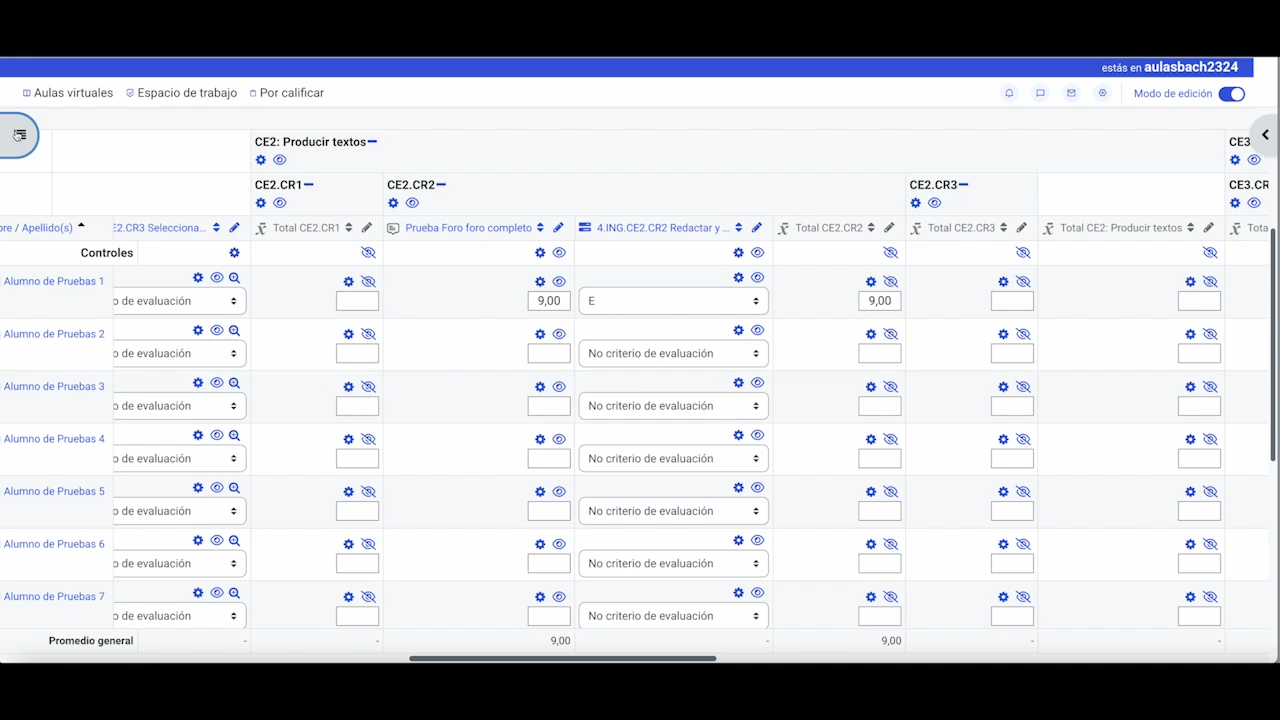 estás en aulasbach2324
Aulas virtuales Espacio de trabajo Por calificar Modo de edición
CE2: Producir textos CE3
CE2.CR1 CE2.CR2 CE2.CR3 CE3.CR
bre / Apellido(s) E2.CR3 Selecciona... Total CE2.CR1 Prueba Foro foro completo 4.ING.CE2.CR2 Redactar y ... Total CE2.CR2 Total CE2.CR3 Total CE2: Producir textos Tota
Controles
Alumno de Pruebas 1
o de evaluación 9,00 E 9,00
Alumno de Pruebas 2
o de evaluación No criterio de evaluación
Alumno de Pruebas 3
o de evaluación No criterio de evaluación
Alumno de Pruebas 4
o de evaluación No criterio de evaluación
Alumno de Pruebas 5
o de evaluación No criterio de evaluación
Alumno de Pruebas 6
o de evaluación No criterio de evaluación
Alumno de Pruebas 7
o de evaluación No criterio de evaluación
Promedio general - - 9,00 - 9,00 - -